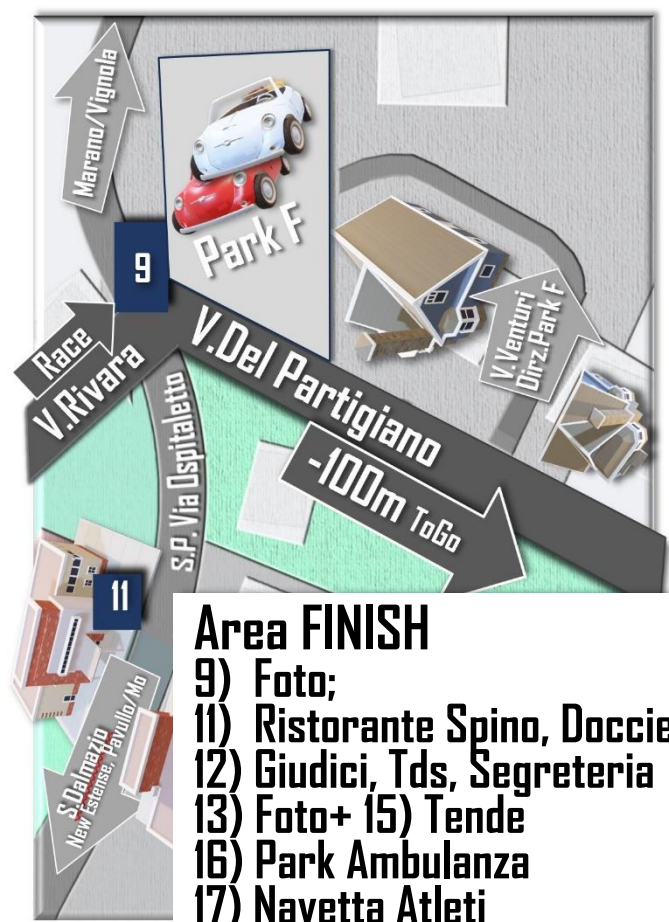 Marano/Vignola
Park F
9
Race
V.Rivara
V.Del Partigiano
V.Venturi
Dirz.Park F
S.P. Via Ospitaletto
-100m ToGo
11
S.Dalmazio
New Estense, Pavullo/Mo
Area FINISH
9) Foto;
11) Ristorante Spino, Doccie
12) Giudici, Tds, Segreteria
13) Foto+ 15) Tende
16) Park Ambulanza
17) Navetta Atleti